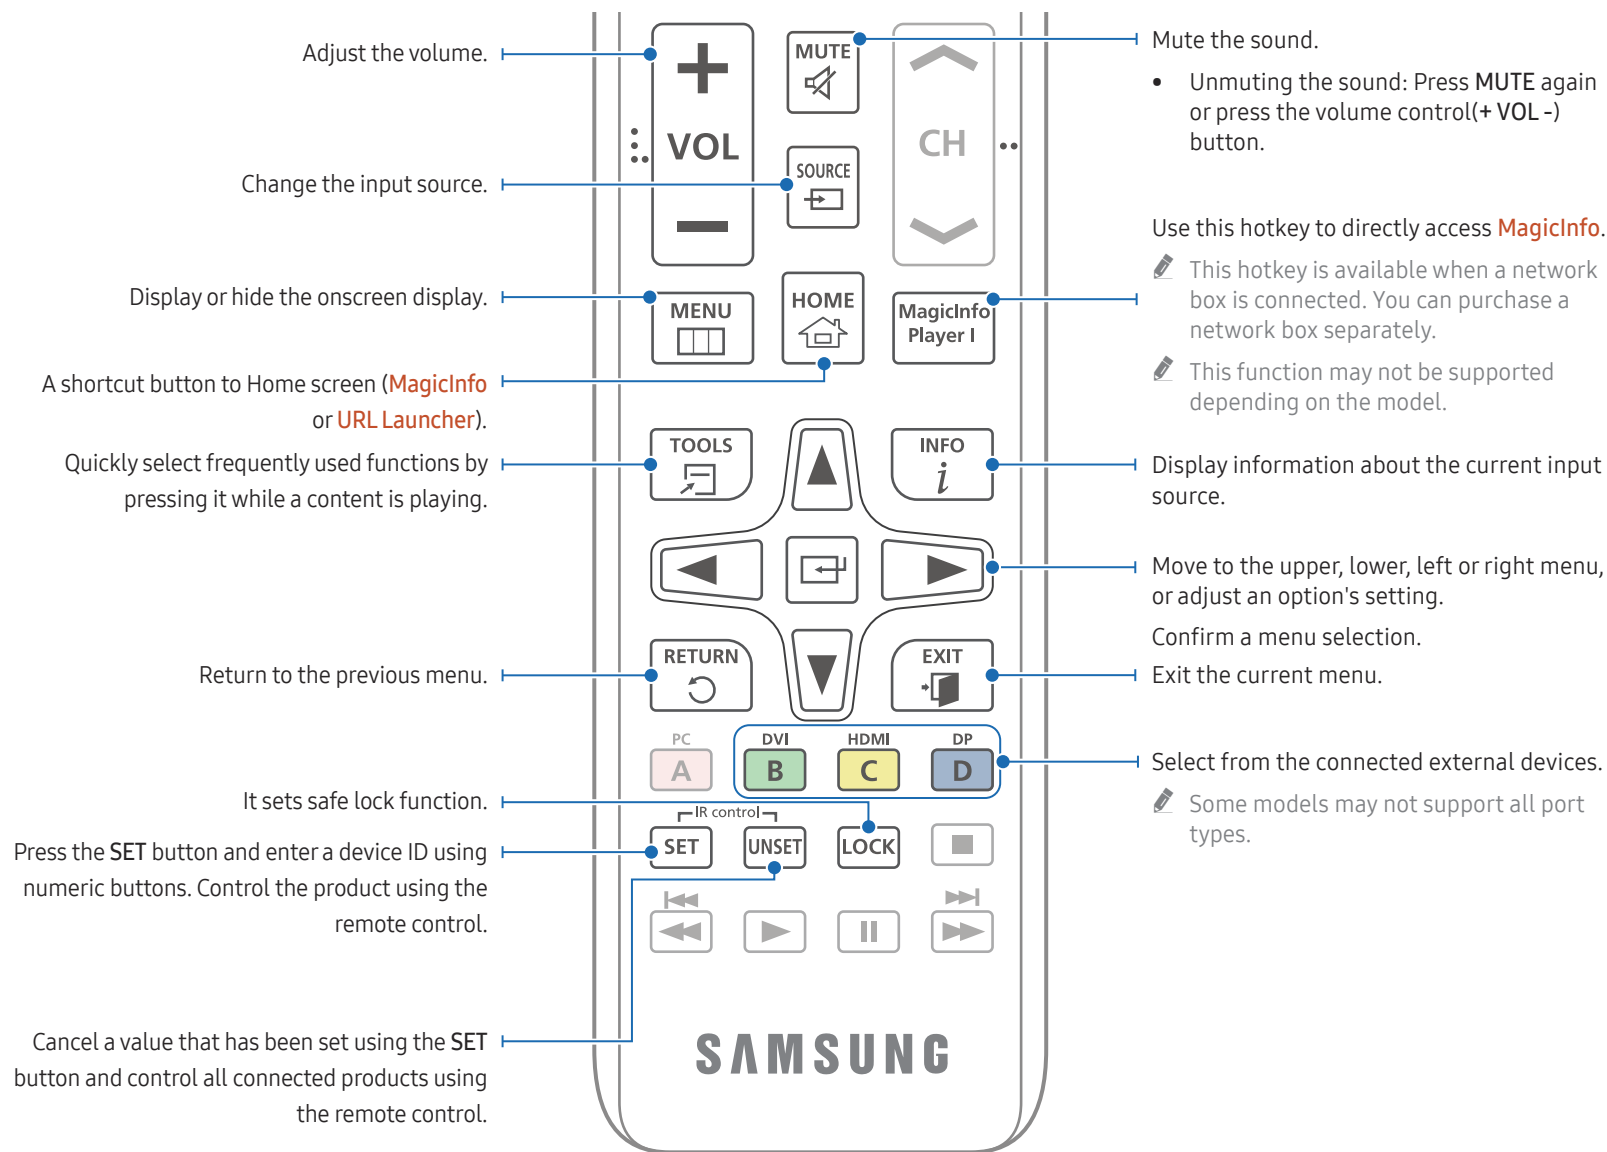 Adjust the volume.
Change the input source.
Display or hide the onscreen display.
A shortcut button to Home screen (MagicInfo
or URL Launcher).
Quickly select frequently used functions by
pressing it while a content is playing.
Return to the previous menu.
It sets safe lock function.
Press the SET button and enter a device ID using
numeric buttons. Control the product using the
remote control.
Cancel a value that has been set using the SET
button and control all connected products using
the remote control.
MUTE
VOL
CH
SOURCE
MENU
HOME
MagicInfo
Player I
TOOLS
INFO
i
RETURN
EXIT
PC
DVI
HDMI
DP
A
B
C
D
IR control
SET
UNSET
LOCK
SAMSUNG
Mute the sound.
• Unmuting the sound: Press MUTE again
or press the volume control(+ VOL -)
button.
Use this hotkey to directly access MagicInfo.
This hotkey is available when a network
box is connected. You can purchase a
network box separately.
This function may not be supported
depending on the model.
Display information about the current input
source.
Move to the upper, lower, left or right menu,
or adjust an option's setting.
Confirm a menu selection.
Exit the current menu.
Select from the connected external devices.
Some models may not support all port
types.